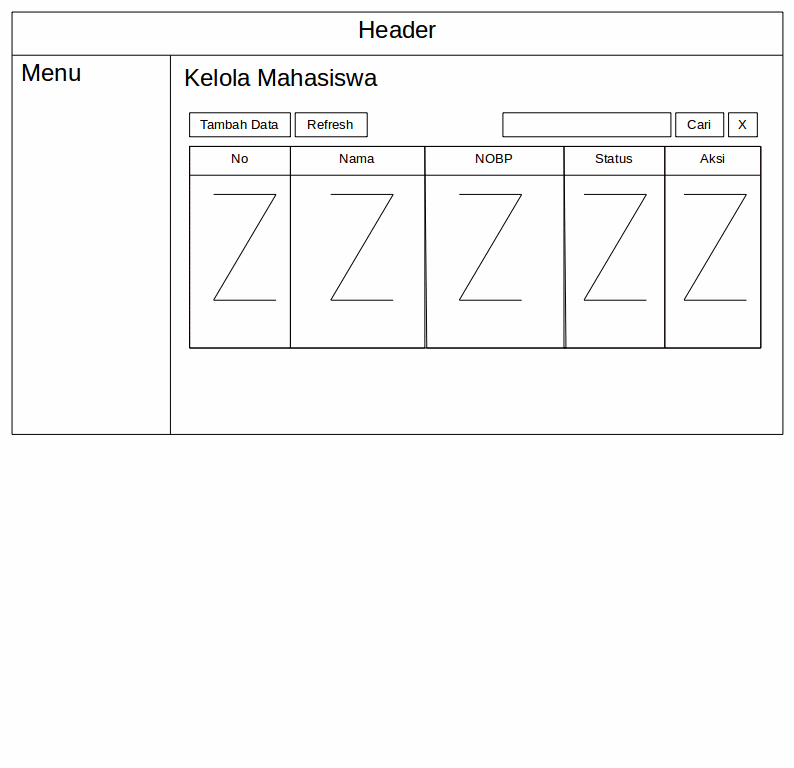 Header
Menu
Kelola Mahasiswa
Tambah Data Refresh Cari X
No Nama NOBP Status Aksi